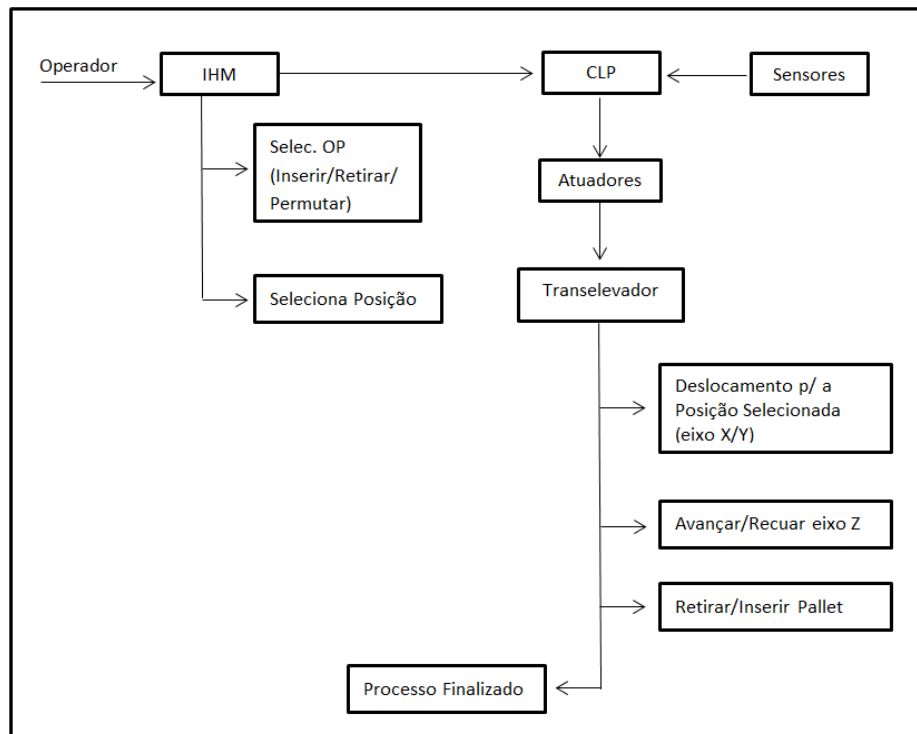 Operador
IHM
CLP
Sensores
Selec. OP
(Inserir/Retirar/
Permutar)
Atuadores
Seleciona Posição
Transelevador
Deslocamento p/ a
Posição Selecionada
(eixo X/Y)
Avançar/Recuar eixo Z
Retirar/Inserir Pallet
Processo Finalizado